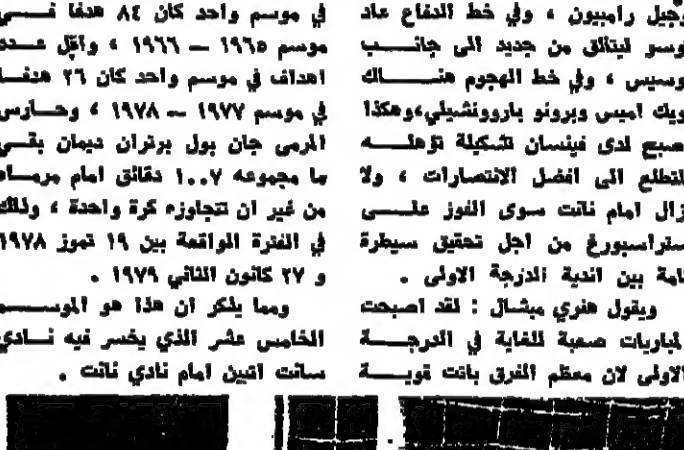 وجيل رامبيون ، وفي خط الدفاع عاد
وسو ليتالق من جديد الى جانب
وسيس ، وفي خط الهجوم هناك
ويك اميس وبرونو باروونشيلي،وهكذا
صبح لدى فينسان تشكيلة تؤهله
لتطلع الى افضل الانتصارات ، ولا
زال امام نانت سوى الفوز على
ستراسبورغ من اجل تحقيق سيطرة
امة بين اندية الدرجة الاولى .
ويقول هنري ميشال : لقد اصبحت
لمباريات صعبة للغاية في الدرجة
الاولى لان معظم الفرق باتت قوية
في موسم واحد كان ٨٤ هدفا في
موسم ١٩٦٥ — ١٩٦٦ ، واقل عدد
اهداف في موسم واحد كان ٢٦ هدفا
في موسم ١٩٧٧ — ١٩٧٨ ، وحارس
المرمى جان بول برتران ديمان بقي
ما مجموعه ١٠٠٧ دقائق امام مرماه
من غير ان تتجاوزه كرة واحدة ، وذلك
في الفترة الواقعة بين ١٩ تموز ١٩٧٨
و ٢٧ كانون الثاني ١٩٧٩ .
ومما يذكر ان هذا هو الموسم
الخامس عشر الذي يخسر فيه نادي
سانت اتيين امام نادي نانت .